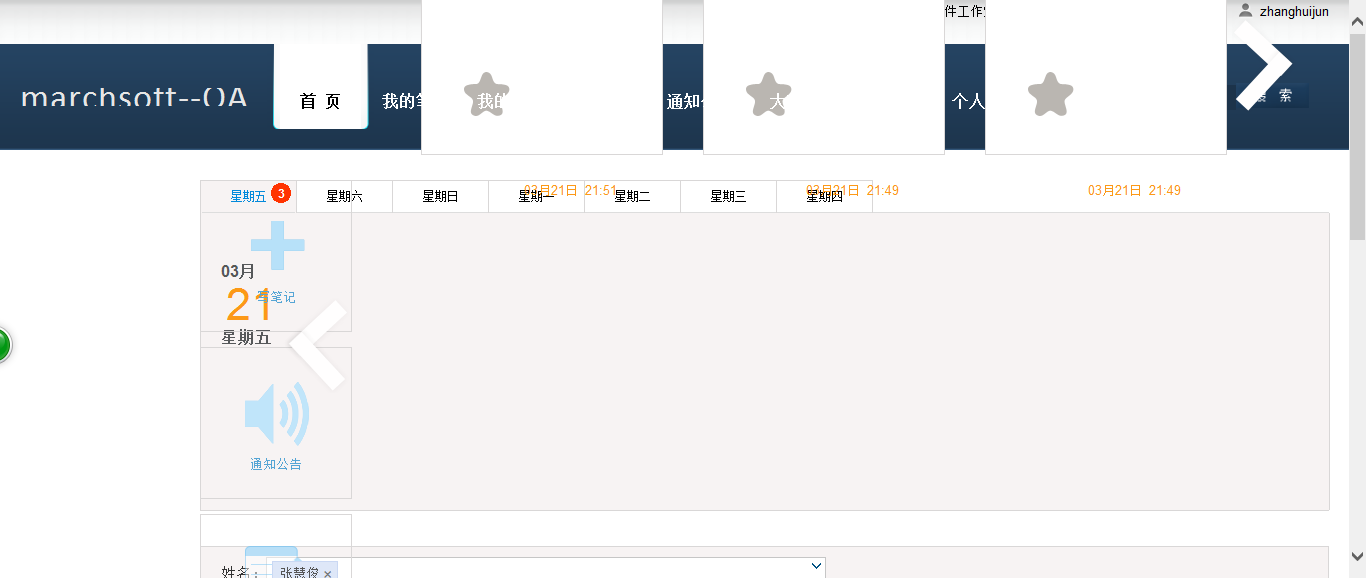 件工作
zhanghuijun
marchsoft--OA
首 页
我的
我的
通知
大
个人
索
星期五 3
星期六
星期日
星期一
星期二
星期三
星期四
03月21日 21:51
03月21日 21:49
03月21日 21:49
03月
21
写笔记
星期五
通知公告
姓名：
张慧俊 ×